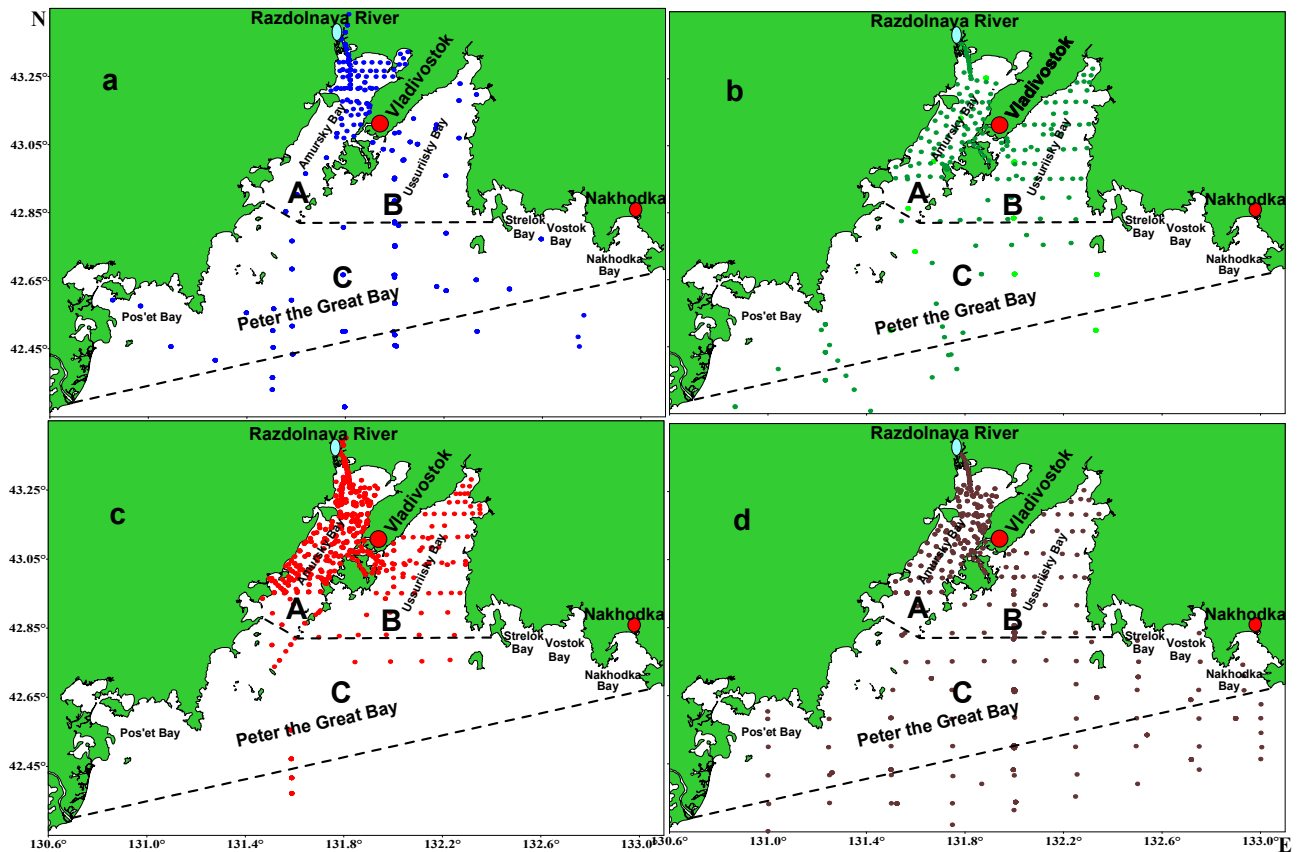 N
Razdolnaya River
43.25
43.05
42.85
42.65
42.45
a
Vladivostok
Amursky Bay
Ussuriisky Bay
A
B
Nakhodka
Strelok
Bay
Vostok
Bay
Nakhodka
Bay
C
Peter the Great Bay
Pos'et Bay
Razdolnaya River
b
Vladivostok
Amursky Bay
Ussuriisky Bay
A
B
Nakhodka
Strelok
Bay
Vostok
Bay
Nakhodka
Bay
C
Peter the Great Bay
Pos'et Bay
Razdolnaya River
43.25
43.05
42.85
42.65
42.45
c
Vladivostok
Amursky Bay
Ussuriisky Bay
A
B
Nakhodka
Strelok
Bay
Vostok
Bay
Nakhodka
Bay
C
Peter the Great Bay
Pos'et Bay
130.6 131.0 131.4 131.8 132.2 132.6 133.0
Razdolnaya River
d
Vladivostok
Amursky Bay
Ussuriisky Bay
A
B
Nakhodka
Strelok
Bay
Vostok
Bay
Nakhodka
Bay
C
Peter the Great Bay
Pos'et Bay
130.6 131.0 131.4 131.8 132.2 132.6 133.0 E